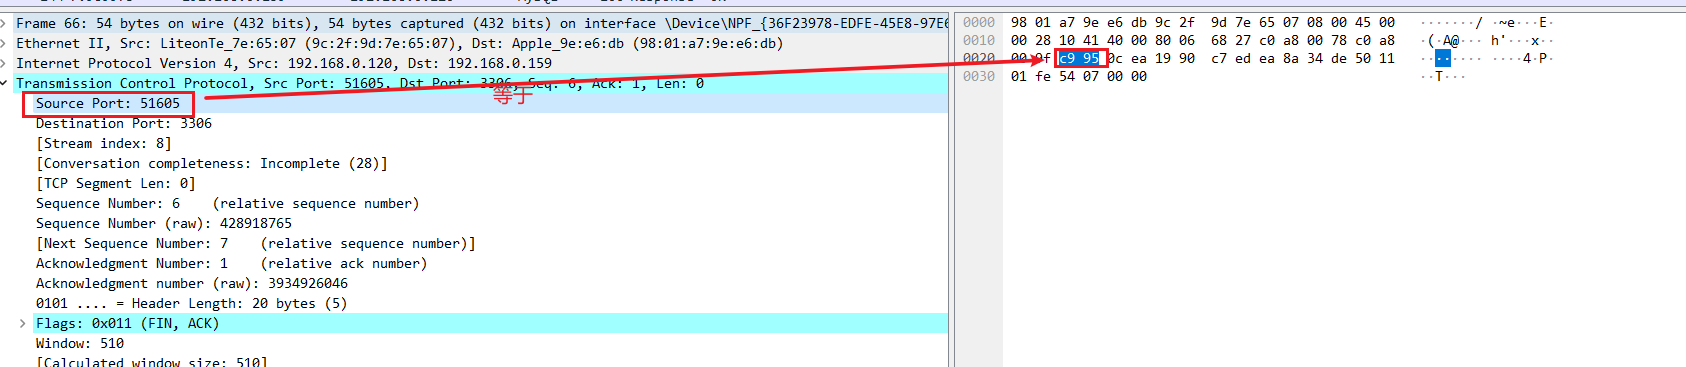 Frame 66: 54 bytes on wire (432 bits), 54 bytes captured (432 bits) on interface \Device\NPF_{36F23978-EDFE-45E8-97E6
Ethernet II, Src: LiteonTe_7e:65:07 (9c:2f:9d:7e:65:07), Dst: Apple_9e:e6:db (98:01:a7:9e:e6:db)
Internet Protocol Version 4, Src: 192.168.0.120, Dst: 192.168.0.159
Transmission Control Protocol, Src Port: 51605, Dst Port: 3306, Seq: 6, Ack: 1, Len: 0
等于
Source Port: 51605
Destination Port: 3306
[Stream index: 8]
[Conversation completeness: Incomplete (28)]
[TCP Segment Len: 0]
Sequence Number: 6    (relative sequence number)
Sequence Number (raw): 428918765
[Next Sequence Number: 7    (relative sequence number)]
Acknowledgment Number: 1    (relative ack number)
Acknowledgment number (raw): 3934926046
0101 .... = Header Length: 20 bytes (5)
Flags: 0x011 (FIN, ACK)
Window: 510
[Calculated window size: 510]
0000  98 01 a7 9e e6 db 9c 2f  9d 7e 65 07 08 00 45 00  ·······/ ·~e···E·
0010  00 28 10 41 40 00 80 06  68 27 c0 a8 00 78 c0 a8  ·(·A@··· h'···x··
0020  00 9f c9 95 0c ea 19 90  c7 ed ea 8a 34 de 50 11  ········ ····4·P·
0030  01 fe 54 07 00 00  ··T···